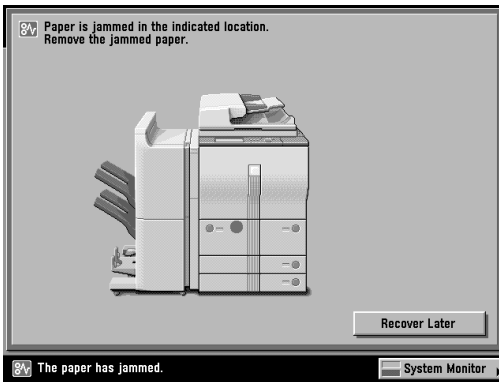 Paper is jammed in the indicated location.
Remove the jammed paper.
Recover Later
The paper has jammed.
System Monitor